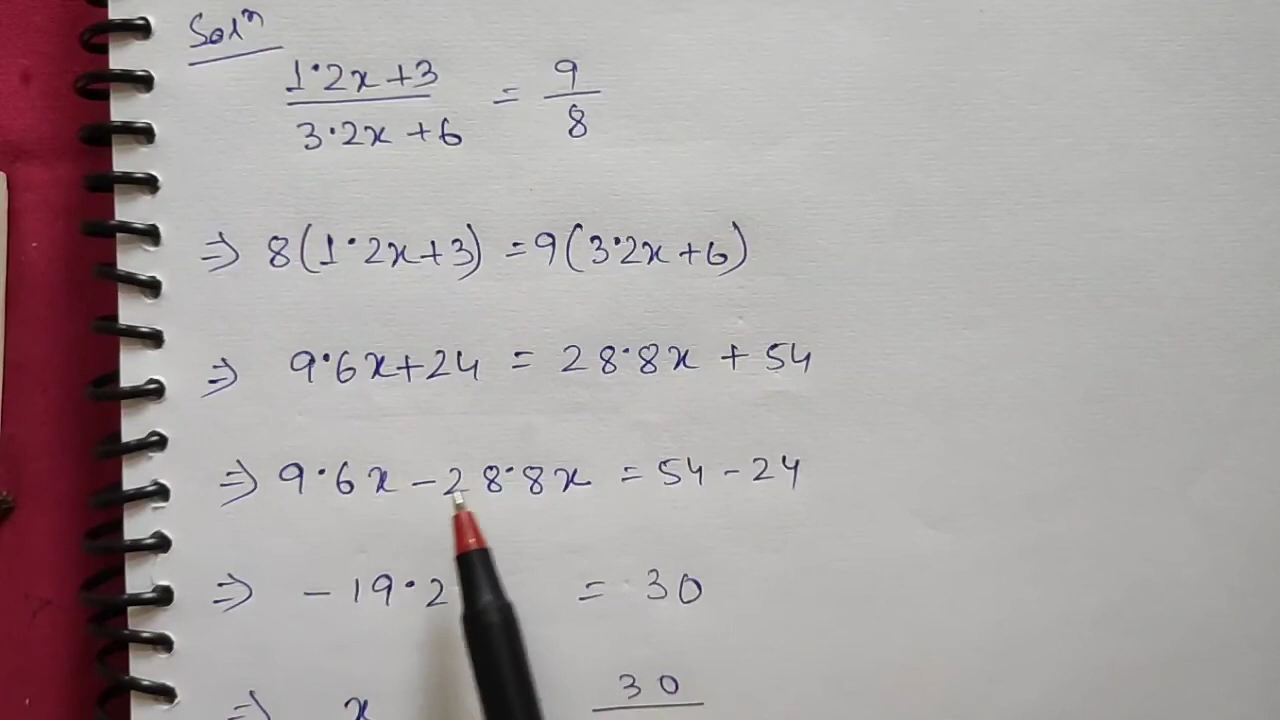 Solⁿ
1·2x+3 / 3·2x+6 = 9/8
⇒ 8(1·2x+3) = 9(3·2x+6)
⇒ 9·6x+24 = 28·8x + 54
⇒ 9·6x - 28·8x = 54 - 24
⇒ - 19·2 = 30
⇒ x 30